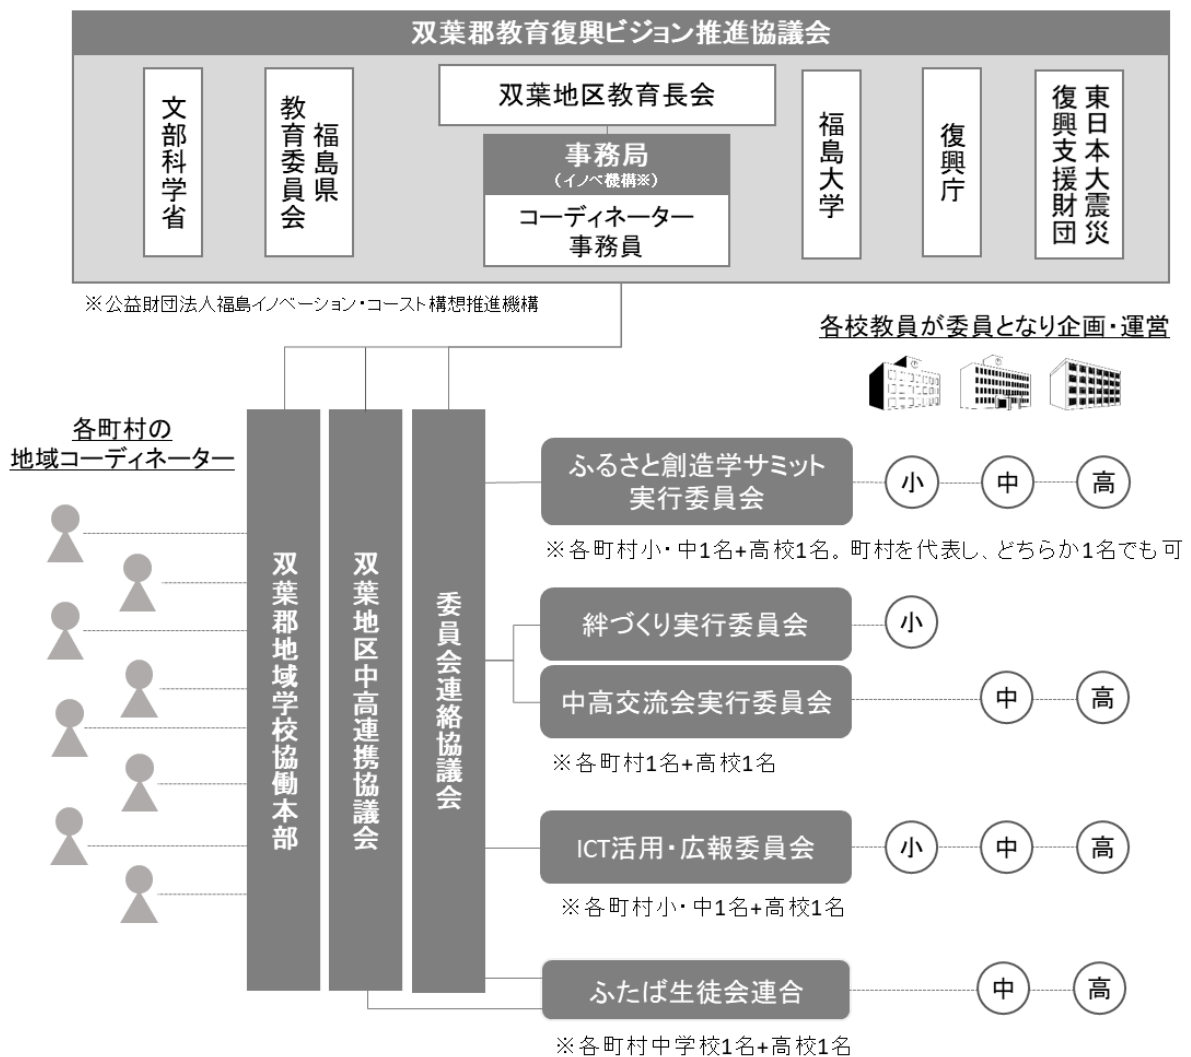 双葉郡教育復興ビジョン推進協議会
文部科学省
福島県
教育委員会
双葉地区教育長会
事務局
(イノベ機構※)
コーディネーター
事務員
福島大学
復興庁
東日本大震災
復興支援財団
※公益財団法人福島イノベーション・コースト構想推進機構
各校教員が委員となり企画・運営
各町村の
地域コーディネーター
双葉郡地域学校協働本部
双葉地区中高連携協議会
委員会連絡協議会
ふるさと創造学サミット
実行委員会
小 中 高
※各町村小・中1名+高校1名。町村を代表し、どちらか1名でも可
絆づくり実行委員会
小
中高交流会実行委員会
中 高
※各町村1名+高校1名
ICT活用・広報委員会
小 中 高
※各町村小・中1名+高校1名
ふたば生徒会連合
中 高
※各町村中学校1名+高校1名